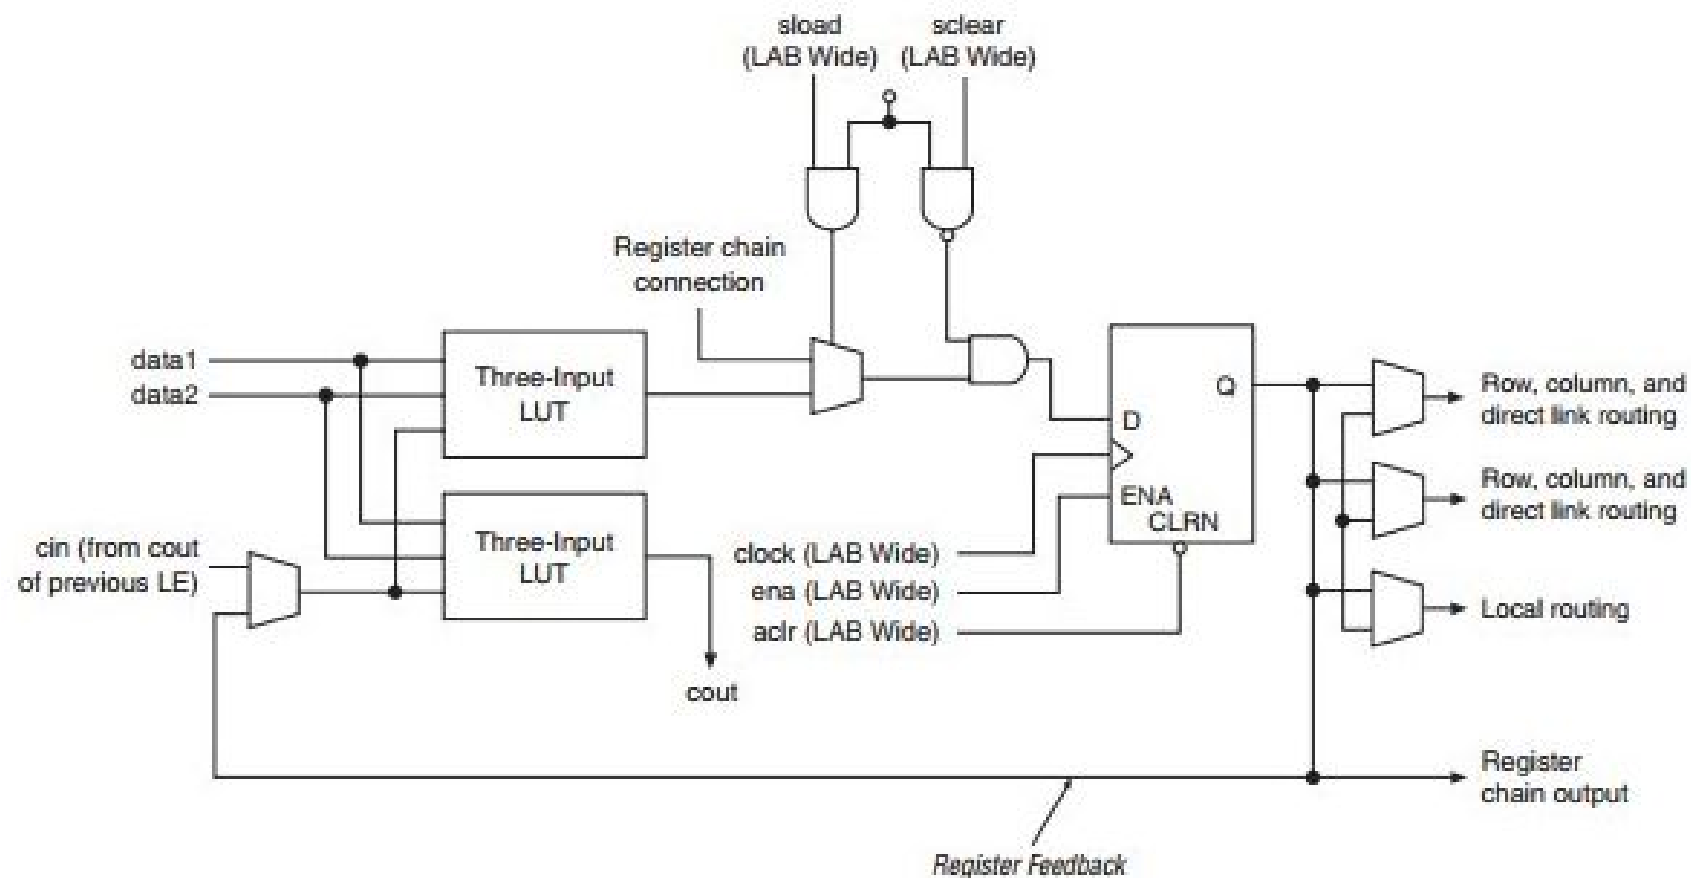 sload
(LAB Wide)
sclear
(LAB Wide)
Register chain
connection
data1
data2
Three-Input
LUT
Three-Input
LUT
cin (from cout
of previous LE)
cout
clock (LAB Wide)
ena (LAB Wide)
aclr (LAB Wide)
Q
D
ENA
CLRN
Row, column, and
direct link routing
Row, column, and
direct link routing
Local routing
Register
chain output
Register Feedback